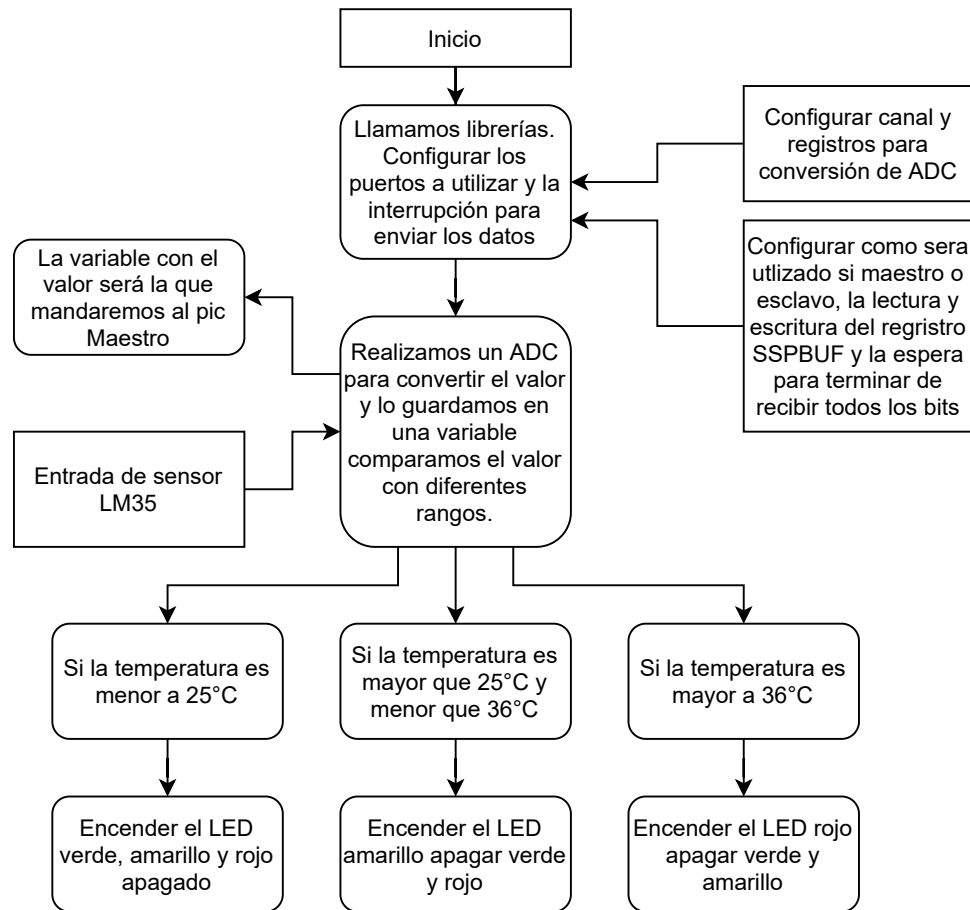 Inicio
Llamamos librerías.
Configurar los
puertos a utilizar y la
interrupción para
enviar los datos
Configurar canal y
registros para
conversión de ADC
Configurar como sera
utlizado si maestro o
esclavo, la lectura y
escritura del regristro
SSPBUF y la espera
para terminar de
recibir todos los bits
La variable con el
valor será la que
mandaremos al pic
Maestro
Realizamos un ADC
para convertir el valor
y lo guardamos en
una variable
comparamos el valor
con diferentes
rangos.
Entrada de sensor
LM35
Si la temperatura es
menor a 25°C
Si la temperatura es
mayor que 25°C y
menor que 36°C
Si la temperatura es
mayor a 36°C
Encender el LED
verde, amarillo y rojo
apagado
Encender el LED
amarillo apagar verde
y rojo
Encender el LED rojo
apagar verde y
amarillo